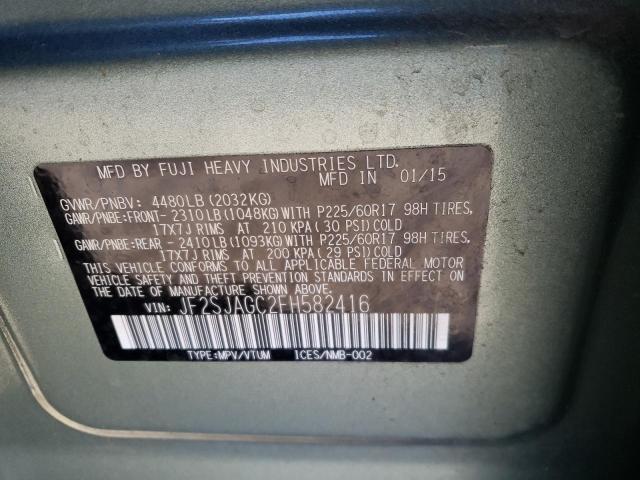 MFD BY FUJI HEAVY INDUSTRIES LTD.
MFD IN 01/15
GVWR/PNBV: 4480LB(2032KG)
GAWR/PNBE:FRONT-2310LB(1048KG)WITH P225/60R17 98H TIRES,
17X7J RIMS AT 210 KPA(30 PSI)COLD
GAWR/PNBE:REAR -2410LB(1093KG)WITH P225/60R17 98H TIRES,
17X7J RIMS AT 200 KPA(29 PSI)COLD
THIS VEHICLE CONFORMS TO ALL APPLICABLE FEDERAL MOTOR
VEHICLE SAFETY AND THEFT PREVENTION STANDARDS IN EFFECT ON
THE DATE OF MANUFACTURE SHOWN ABOVE.
VIN: JF2SJAGC2FH582416
TYPE:MPV/VTUM ICES/NMB-002